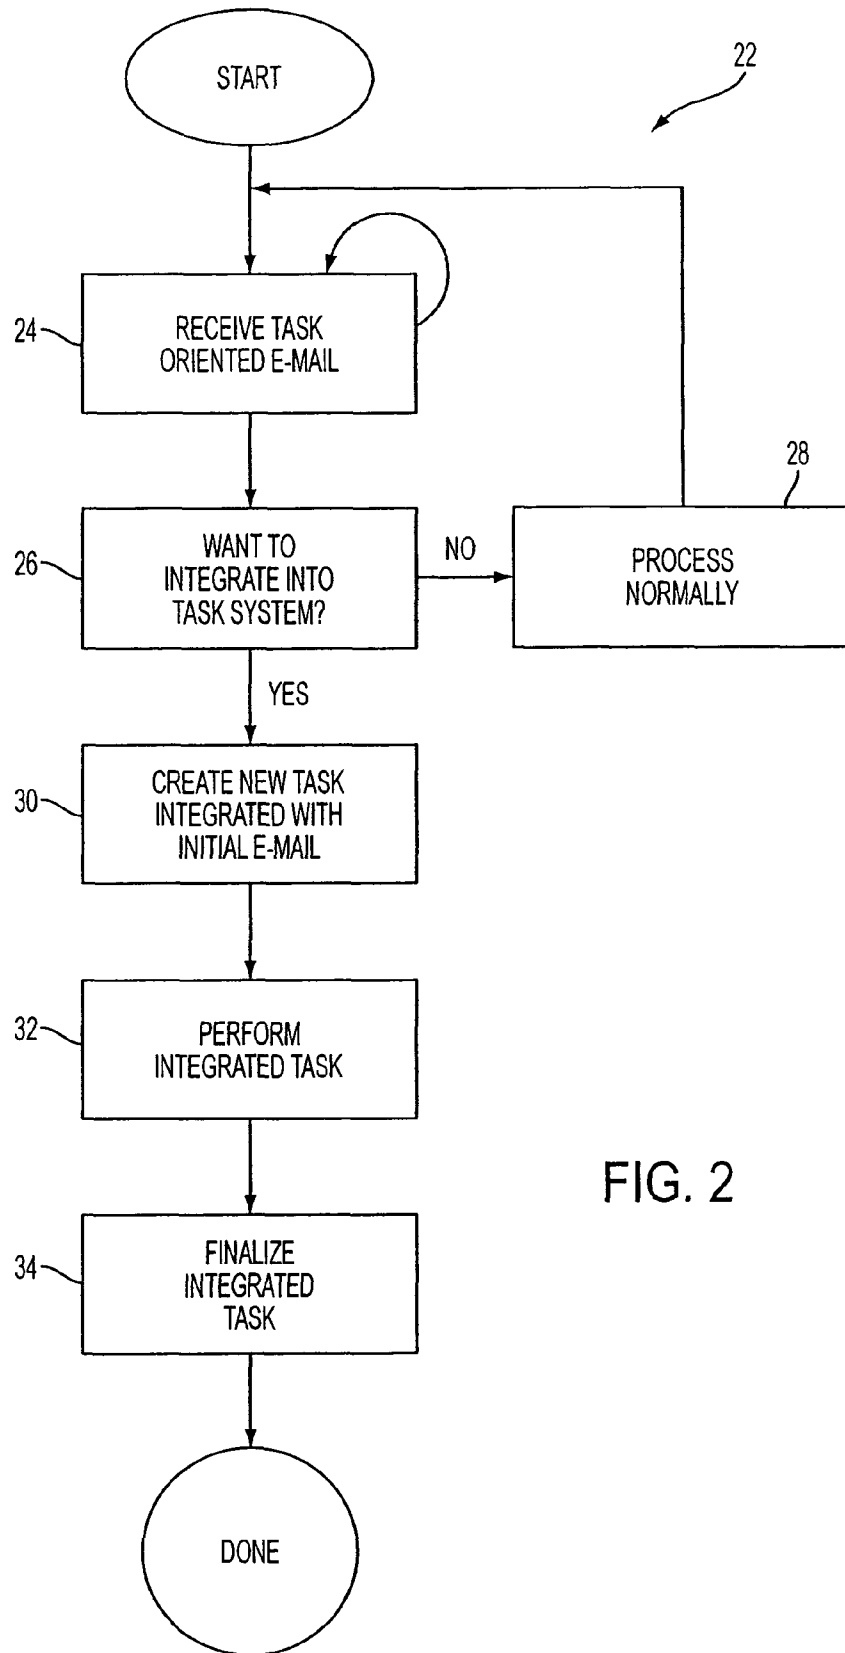 START
22
24
RECEIVE TASK
ORIENTED E-MAIL
26
WANT TO
INTEGRATE INTO
TASK SYSTEM?
NO
28
PROCESS
NORMALLY
YES
30
CREATE NEW TASK
INTEGRATED WITH
INITIAL E-MAIL
32
PERFORM
INTEGRATED TASK
FIG. 2
34
FINALIZE
INTEGRATED
TASK
DONE